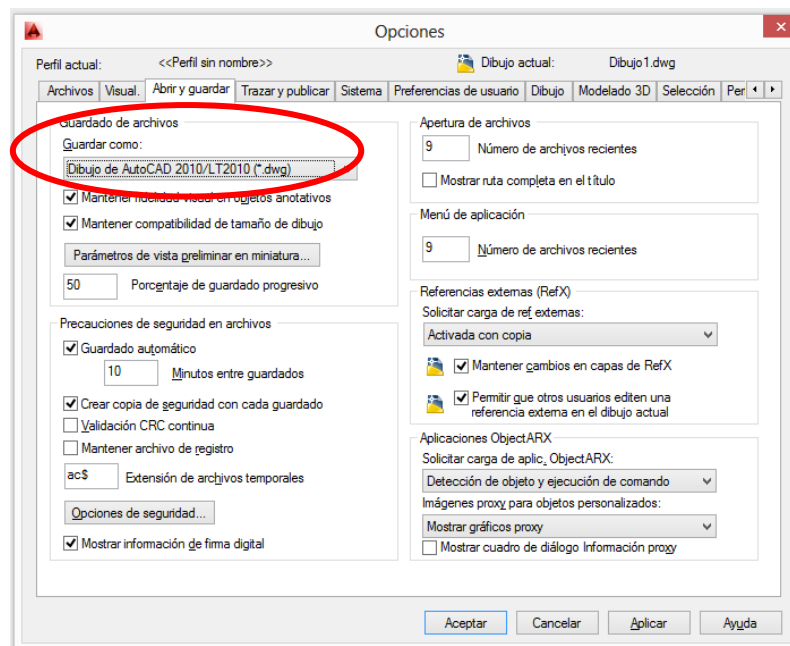 Opciones
Perfil actual: <<Perfil sin nombre>> Dibujo actual: Dibujo1.dwg
Archivos Visual. Abrir y guardar Trazar y publicar Sistema Preferencias de usuario Dibujo Modelado 3D Selección Per
Guardado de archivos
Guardar como:
Dibujo de AutoCAD 2010/LT2010 (*.dwg)
Mantener fidelidad visual en objetos anotativos
Mantener compatibilidad de tamaño de dibujo
Parámetros de vista preliminar en miniatura...
50 Porcentaje de guardado progresivo
Precauciones de seguridad en archivos
Guardado automático
10 Minutos entre guardados
Crear copia de seguridad con cada guardado
Validación CRC continua
Mantener archivo de registro
ac$ Extensión de archivos temporales
Opciones de seguridad...
Mostrar información de firma digital
Apertura de archivos
9 Número de archivos recientes
Mostrar ruta completa en el título
Menú de aplicación
9 Número de archivos recientes
Referencias externas (RefX)
Solicitar carga de ref externas:
Activada con copia
Mantener cambios en capas de RefX
Permitir que otros usuarios editen una
referencia externa en el dibujo actual
Aplicaciones ObjectARX
Solicitar carga de aplic. ObjectARX:
Detección de objeto y ejecución de comando
Imágenes proxy para objetos personalizados:
Mostrar gráficos proxy
Mostrar cuadro de diálogo Información proxy
Aceptar Cancelar Aplicar Ayuda